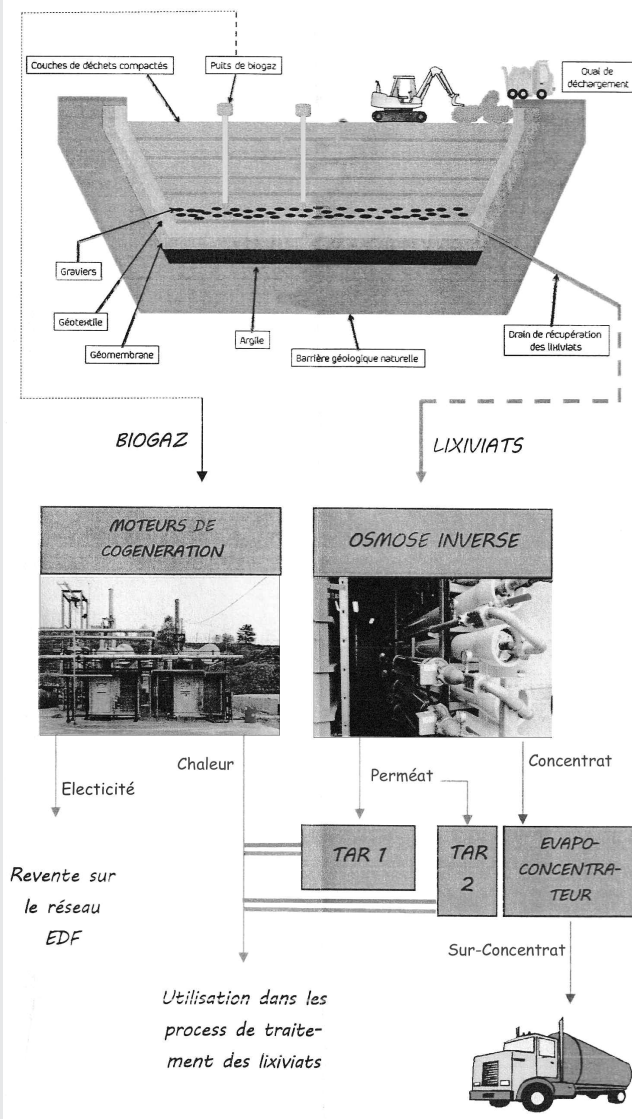 Couches de déchets compactés
Puits de biogaz
Quai de
déchargement
Graviers
Géotextile
Géomembrane
Argile
Barrière géologique naturelle
Drain de récupération
des lixiviats
BIOGAZ
LIXIVIATS
MOTEURS DE
COGENERATION
OSMOSE INVERSE
Electicité
Chaleur
Perméat
Concentrat
TAR 1
TAR
2
EVAPO-
CONCENTRA-
TEUR
Revente sur
le réseau
EDF
Sur-Concentrat
Utilisation dans les
process de traite-
ment des lixiviats